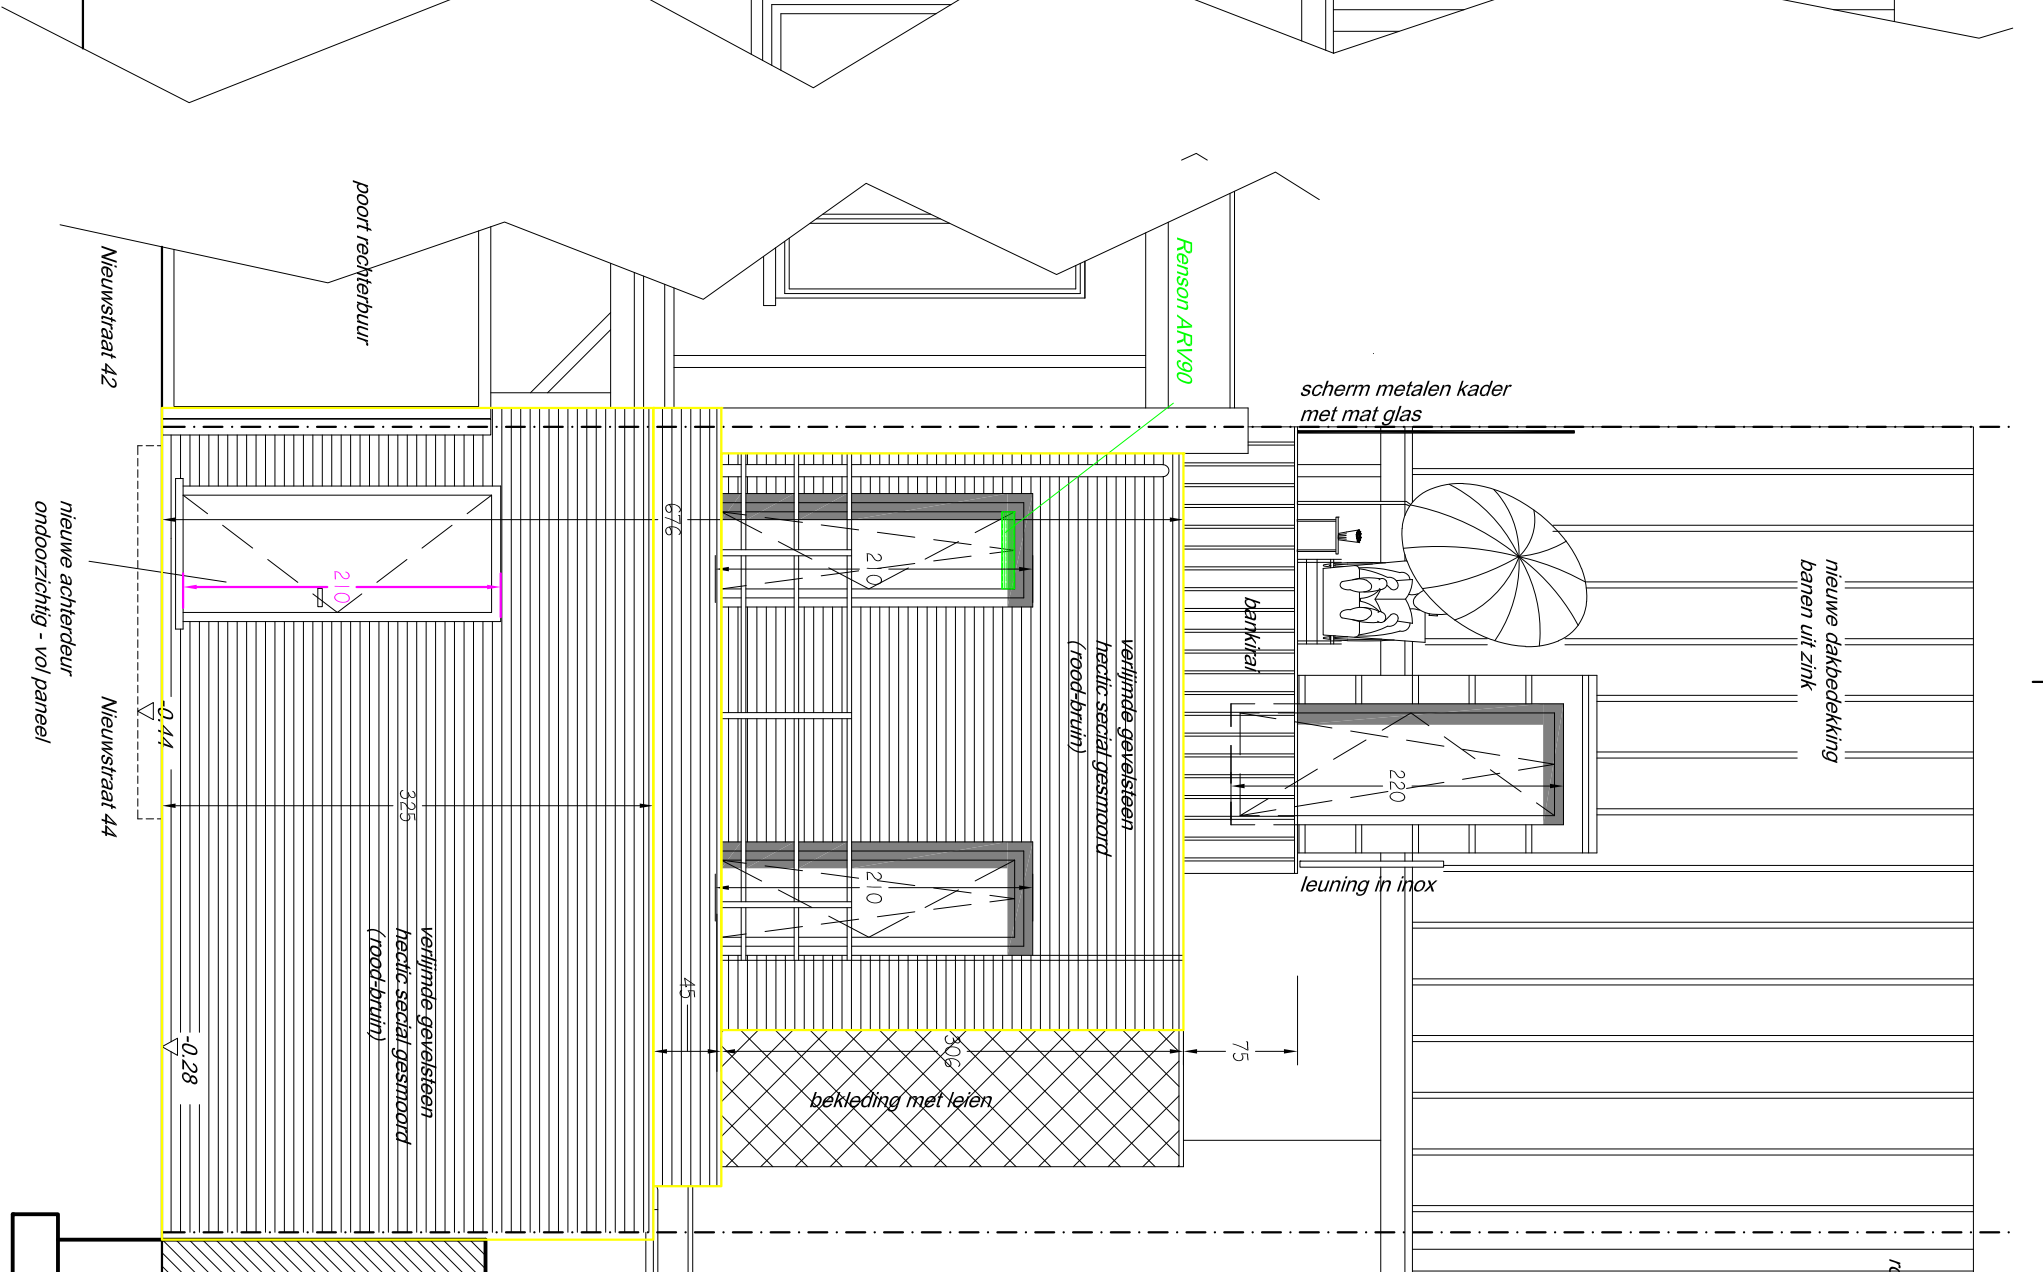 scherm metalen kader
met mat glas
Renson ARV90
nieuwe dakbedekking
banen uit zink
bankirai
220
leuning in inox
75
verlijmde gevelsteen
hectic secial gesmoord
(rood-bruin)
210
210
306
bekleding met leien
676
45
325
verlijmde gevelsteen
hectic secial gesmoord
(rood-bruin)
poort rechterbuur
210
-0.44
-0.28
Nieuwstraat 42
Nieuwstraat 44
nieuwe achterdeur
ondoorzichtig - vol paneel